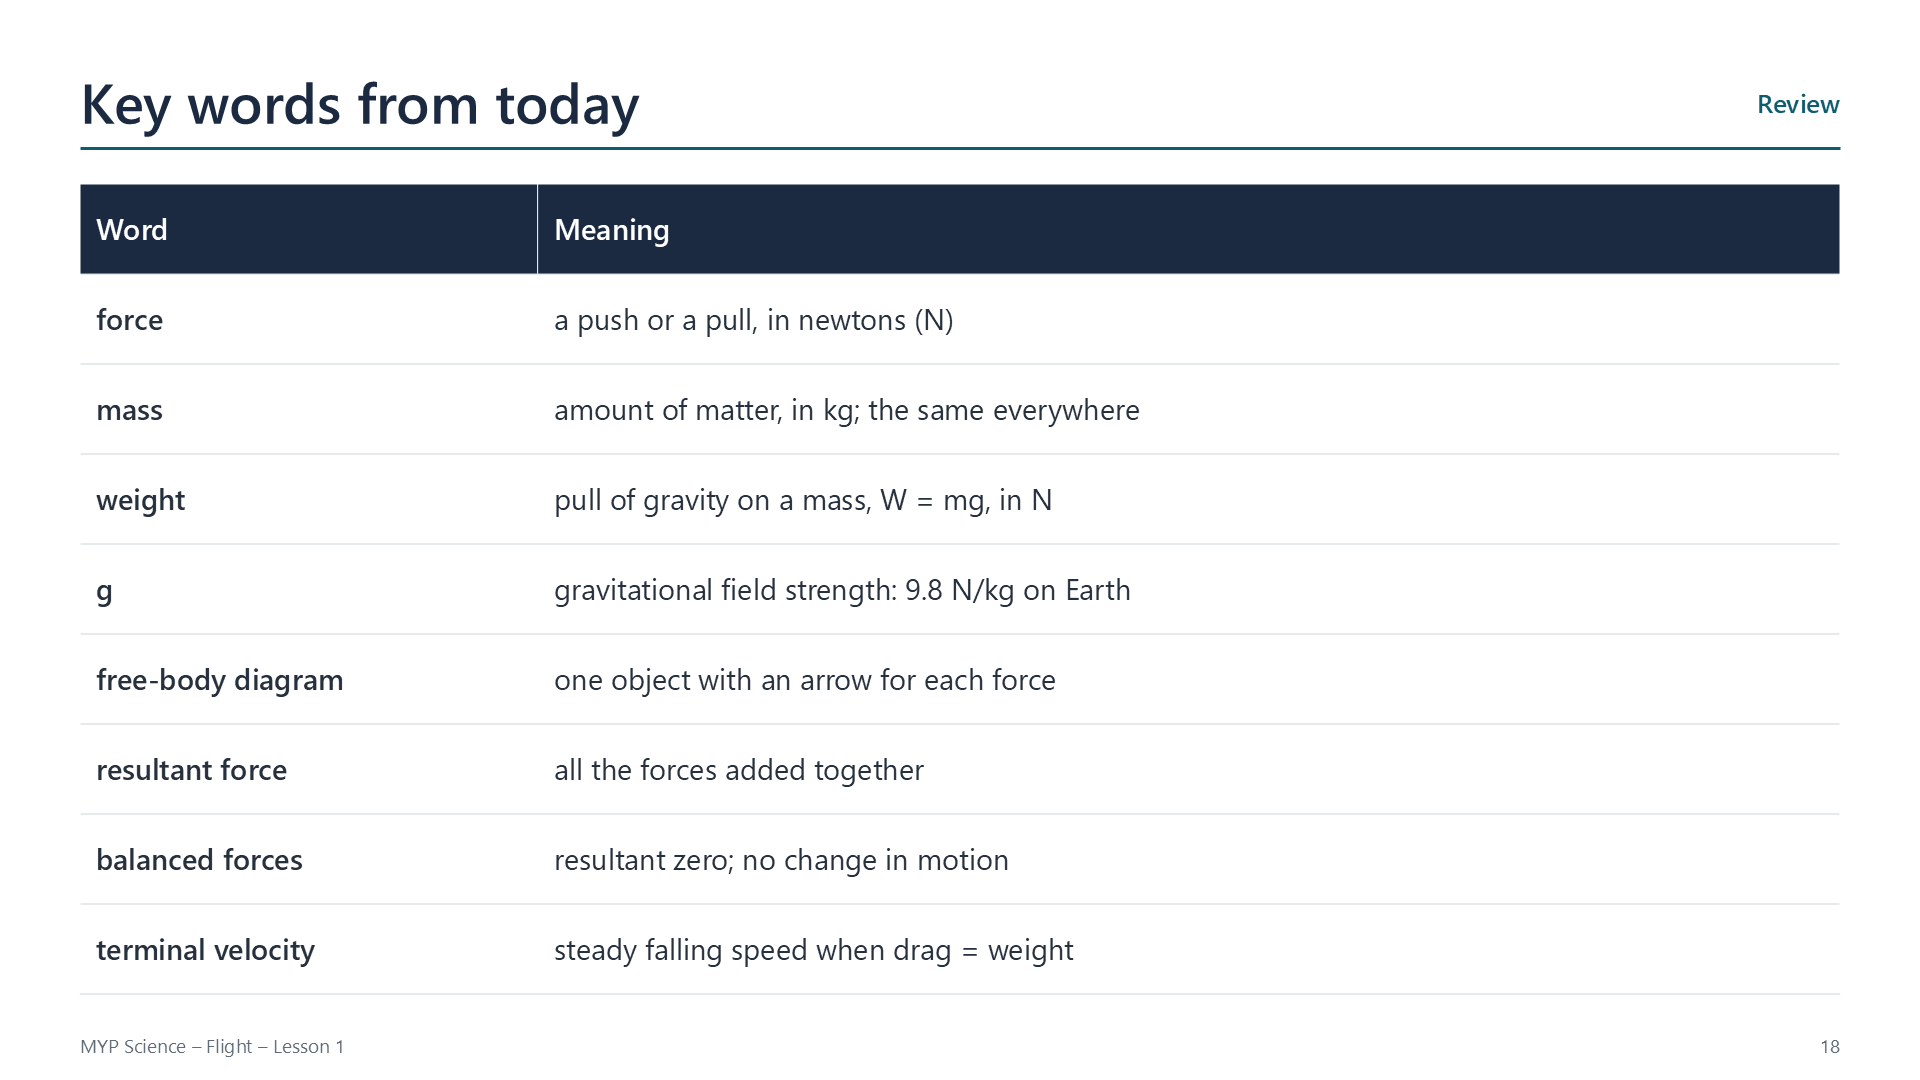 Key words from today
Review
Word Meaning
force a push or a pull, in newtons (N)
mass amount of matter, in kg; the same everywhere
weight pull of gravity on a mass, W = mg, in N
g gravitational field strength: 9.8 N/kg on Earth
free-body diagram one object with an arrow for each force
resultant force all the forces added together
balanced forces resultant zero; no change in motion
terminal velocity steady falling speed when drag = weight
MYP Science – Flight – Lesson 1
18